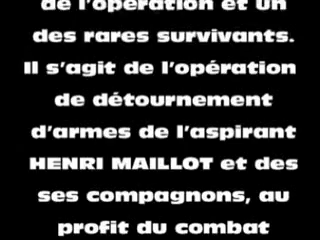 de l'opération et un
des rares survivants.
Il s'agit de l'opération
de détournement
d'armes de l'aspirant
HENRI MAILLOT et des
ses compagnons, au
profit du combat